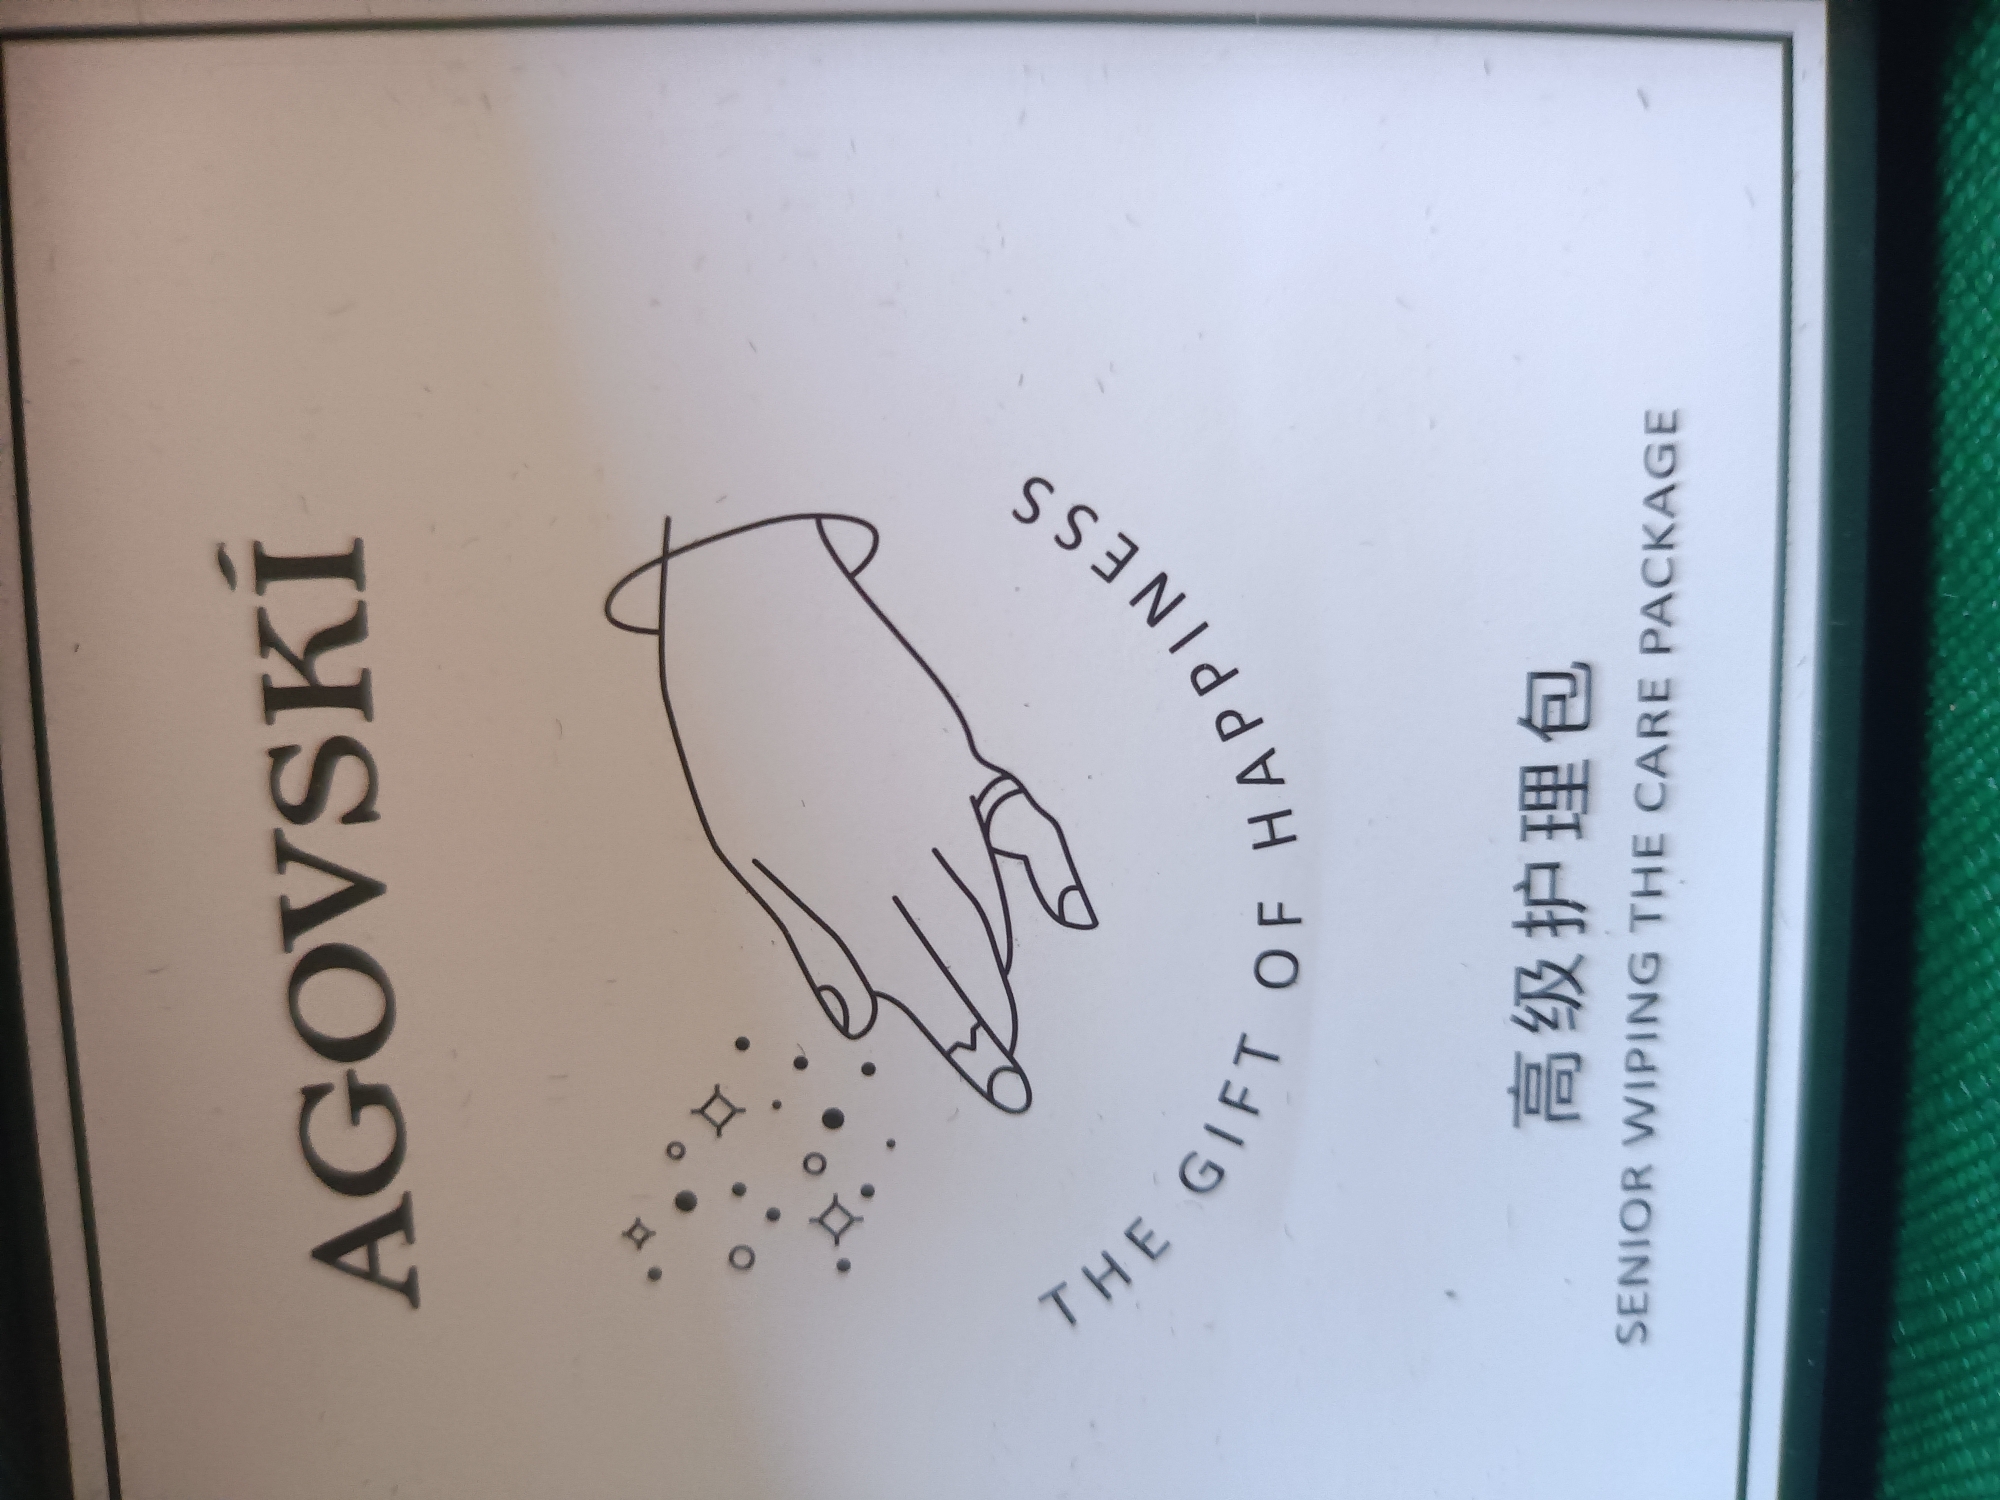 AGOVSKÍ
THE GIFT OF HAPPINESS
高级护理包
SENIOR WIPING THE CARE PACKAGE